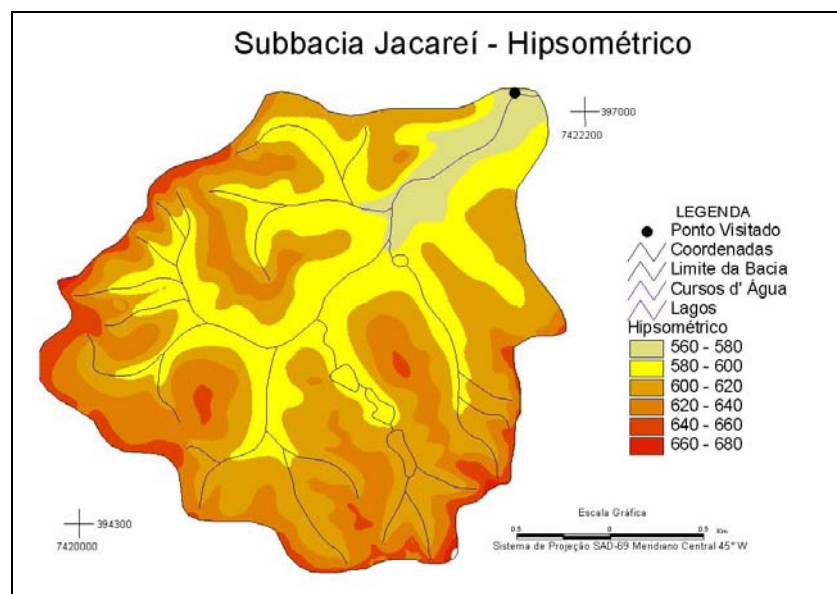 Subbacia Jacareí - Hipsométrico
397000
7422200
LEGENDA
Ponto Visitado
Coordenadas
Limite da Bacia
Cursos d' Água
Lagos
Hipsométrico
560 - 580
580 - 600
600 - 620
620 - 640
640 - 660
660 - 680
394300
7420000
Escala Gráfica
0.5 0 0.5 Km
Sistema de Projeção SAD-69 Meridiano Central 45° W